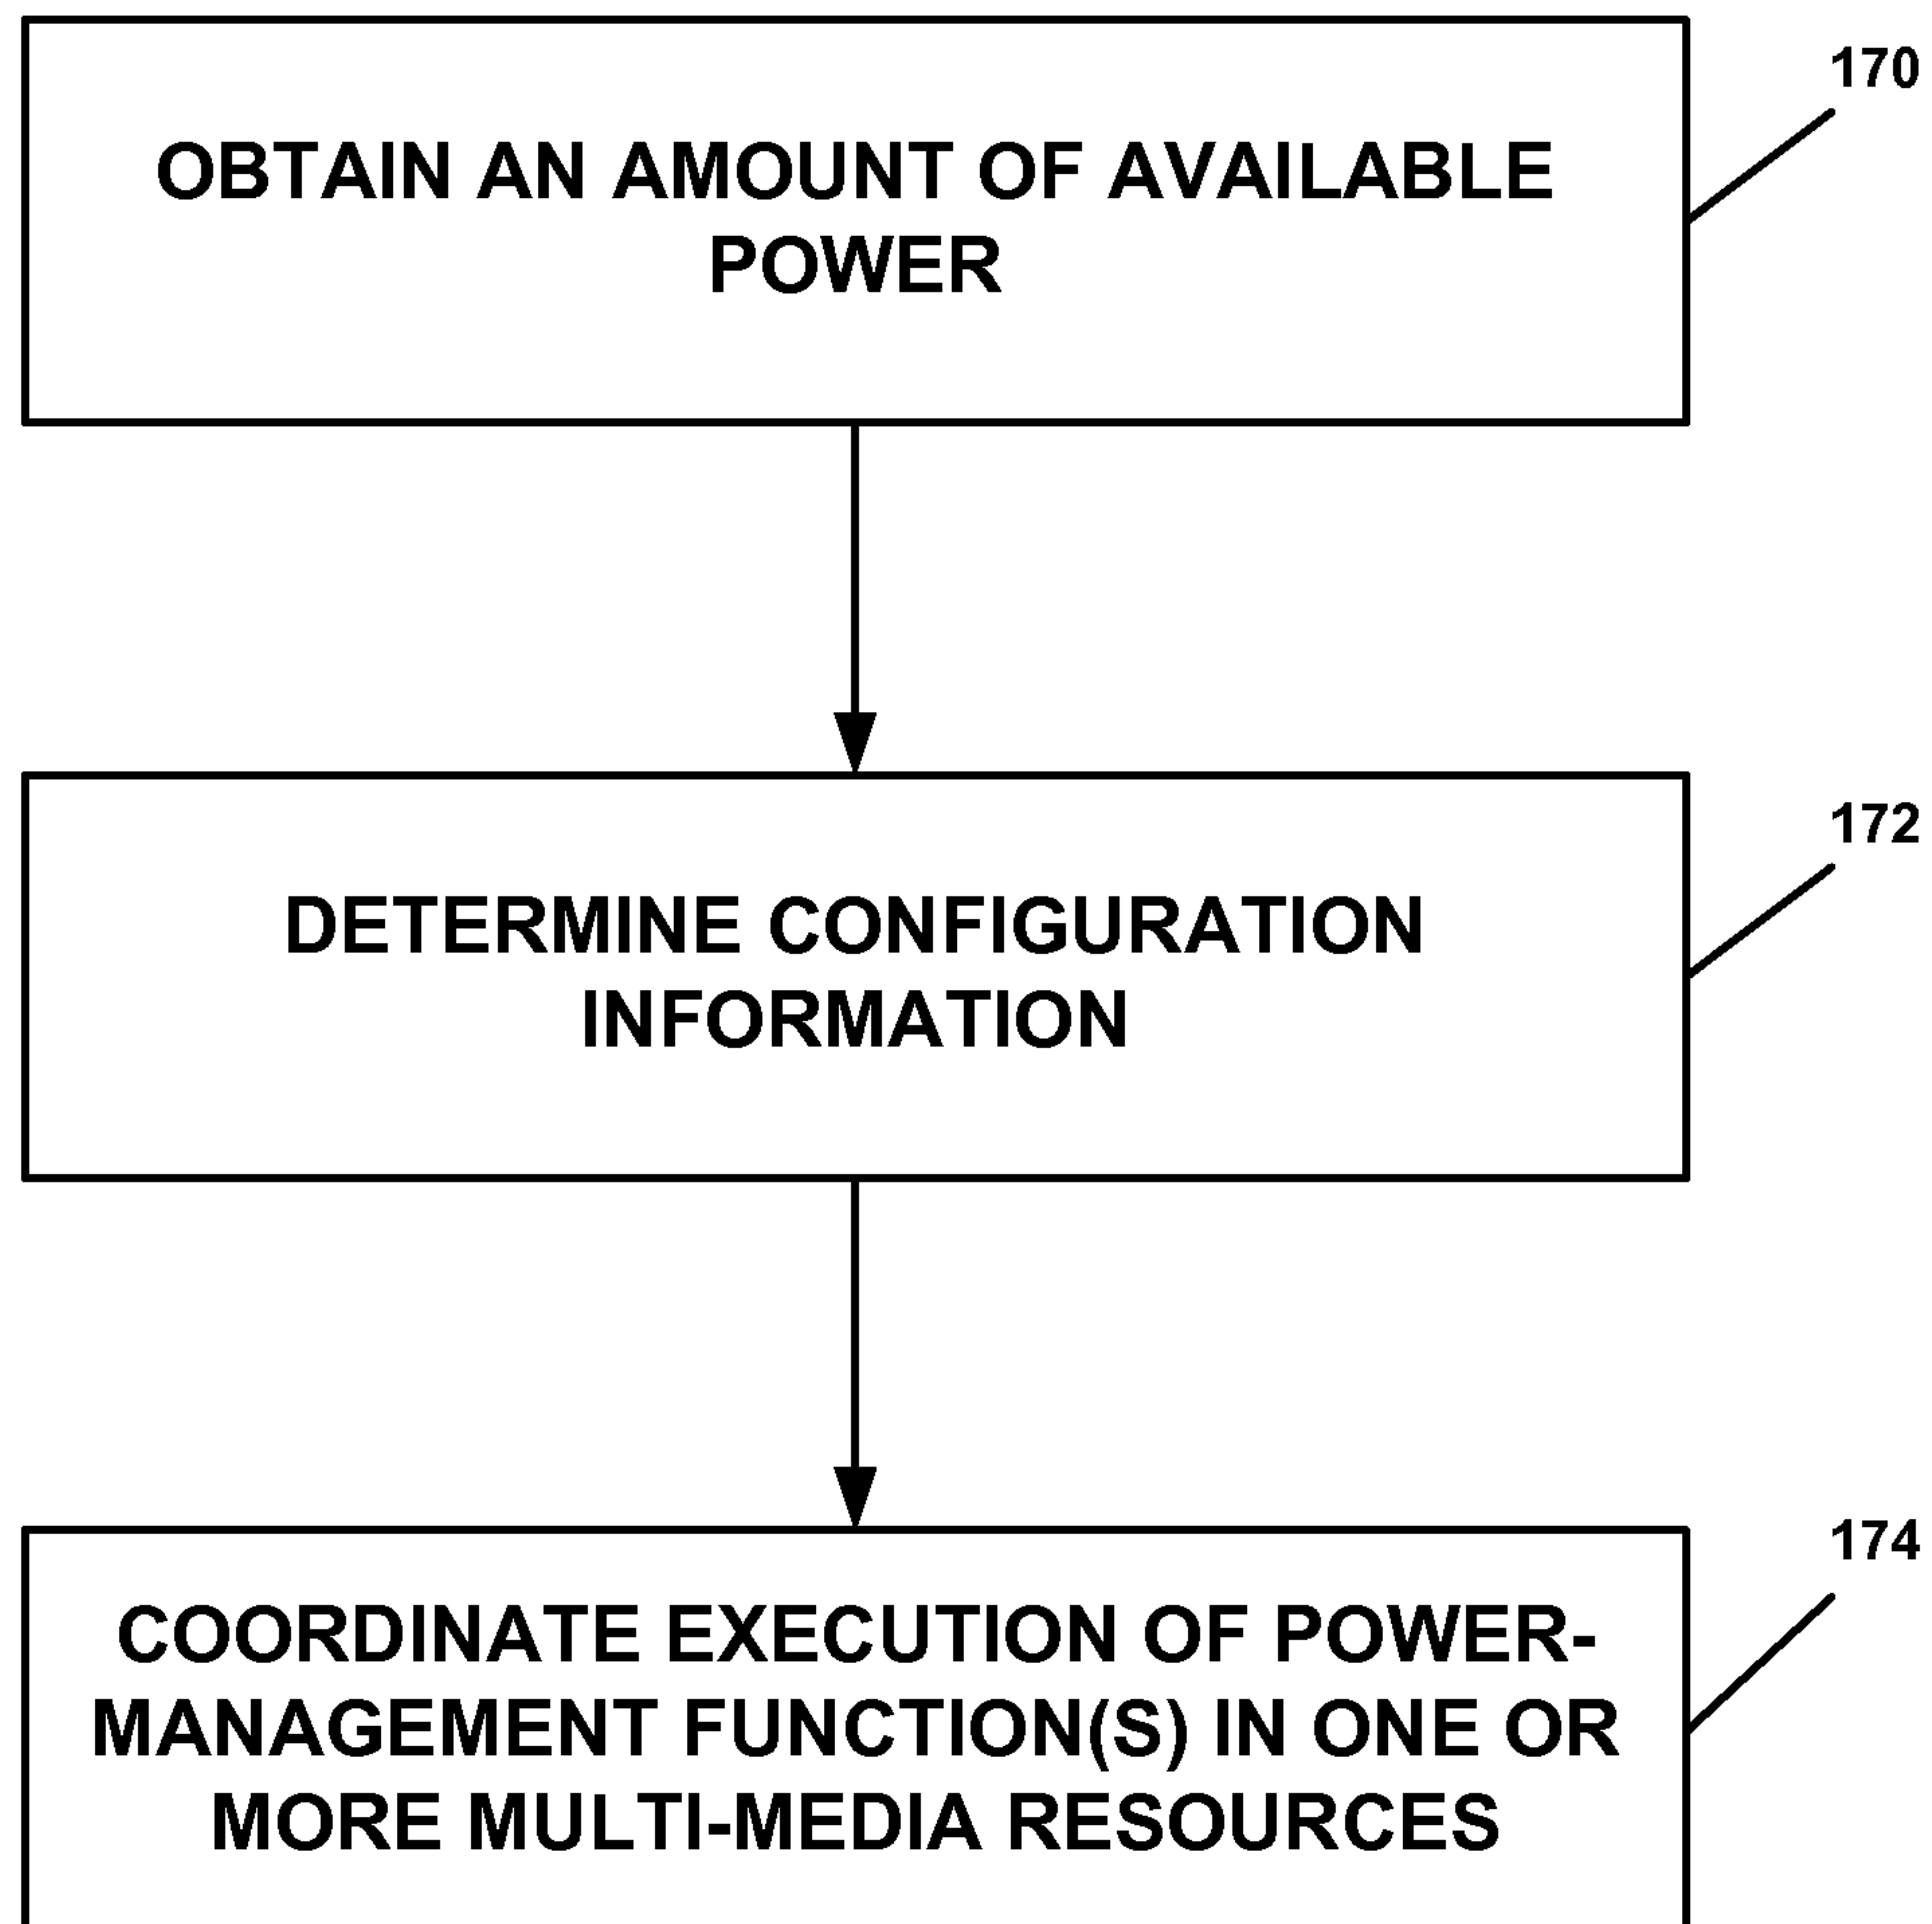 170
OBTAIN AN AMOUNT OF AVAILABLE
POWER
172
DETERMINE CONFIGURATION
INFORMATION
174
COORDINATE EXECUTION OF POWER-
MANAGEMENT FUNCTION(S) IN ONE OR
MORE MULTI-MEDIA RESOURCES